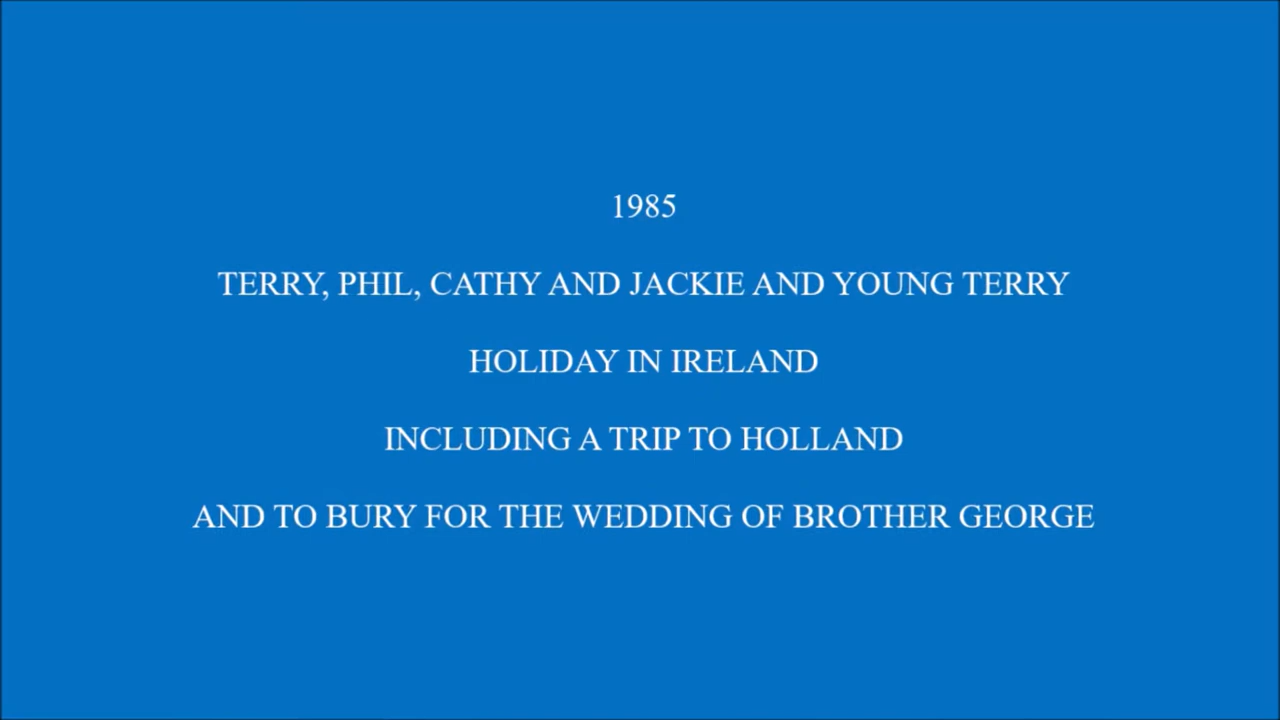 1985
TERRY, PHIL, CATHY AND JACKIE AND YOUNG TERRY
HOLIDAY IN IRELAND
INCLUDING A TRIP TO HOLLAND
AND TO BURY FOR THE WEDDING OF BROTHER GEORGE